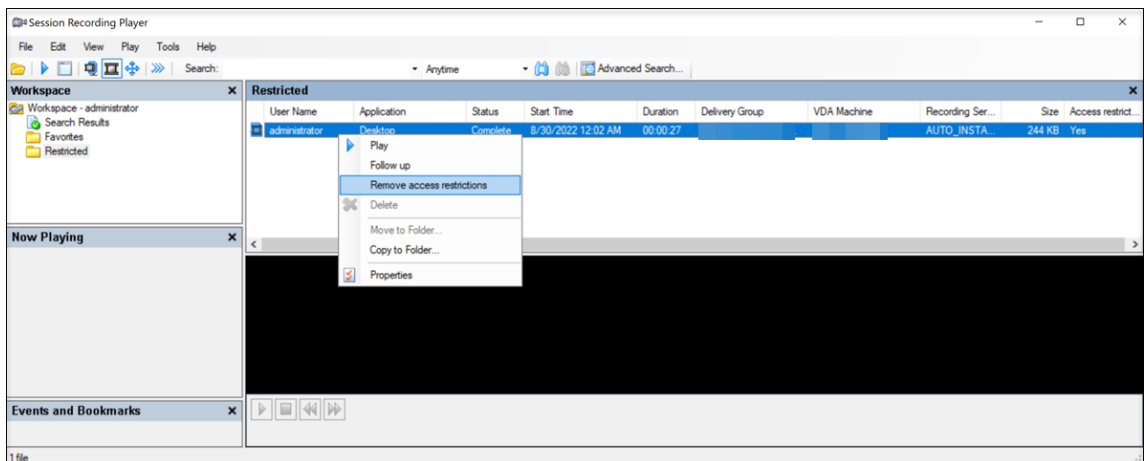 Session Recording Player
File Edit View Play Tools Help
Search: Anytime Advanced Search...
Workspace
Workspace - administrator
Search Results
Favorites
Restricted
Now Playing
Events and Bookmarks
1 file
Restricted
User Name Application Status Start Time Duration Delivery Group VDA Machine Recording Ser... Size Access restrict...
administrator Desktop Complete 8/30/2022 12:02 AM 00:00:27 AUTO_INSTA... 244 KB Yes
Play
Follow up
Remove access restrictions
Delete
Move to Folder...
Copy to Folder...
Properties